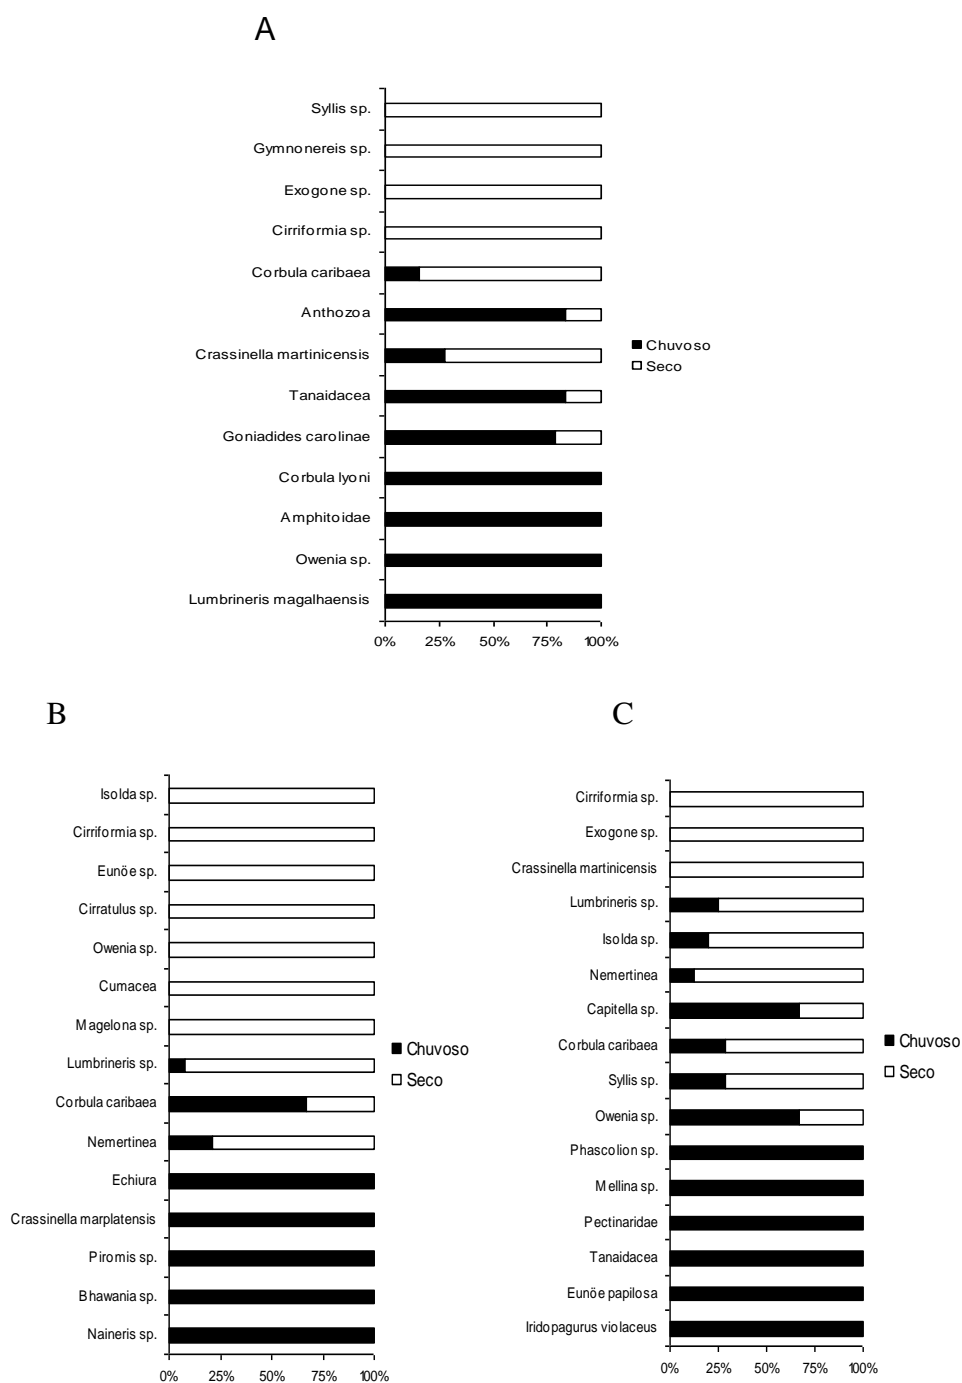 A
Syllis sp.
Gymnonereis sp.
Exogone sp.
Cirriformia sp.
Corbula caribaea
Anthozoa
Crassinella martinicensis
Tanaidacea
Goniadides carolinae
Corbula lyoni
Amphitoidae
Owenia sp.
Lumbrineris magalhaensis
0% 25% 50% 75% 100%
Chuvoso
Seco
B
Isolda sp.
Cirriformia sp.
Eunöe sp.
Cirratulus sp.
Owenia sp.
Cumacea
Magelona sp.
Lumbrineris sp.
Corbula caribaea
Nemertinea
Echiura
Crassinella marplatensis
Piromis sp.
Bhawania sp.
Naineris sp.
0% 25% 50% 75% 100%
Chuvoso
Seco
C
Cirriformia sp.
Exogone sp.
Crassinella martinicensis
Lumbrineris sp.
Isolda sp.
Nemertinea
Capitella sp.
Corbula caribaea
Syllis sp.
Owenia sp.
Phascolion sp.
Mellina sp.
Pectinaridae
Tanaidacea
Eunöe papilosa
Iridopagurus violaceus
0% 25% 50% 75% 100%
Chuvoso
Seco